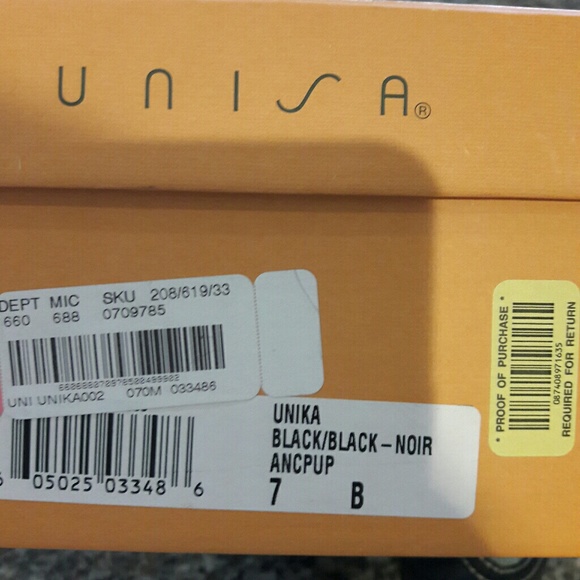 UNISA®
DEPT MIC SKU 208/619/33
660 688 0709785
UNI UNIKA002 070M 033486
UNIKA
BLACK/BLACK-NOIR
ANCPUP
7 B
05025 03348 6
* PROOF OF PURCHASE *
087408971635
REQUIRED FOR RETURN